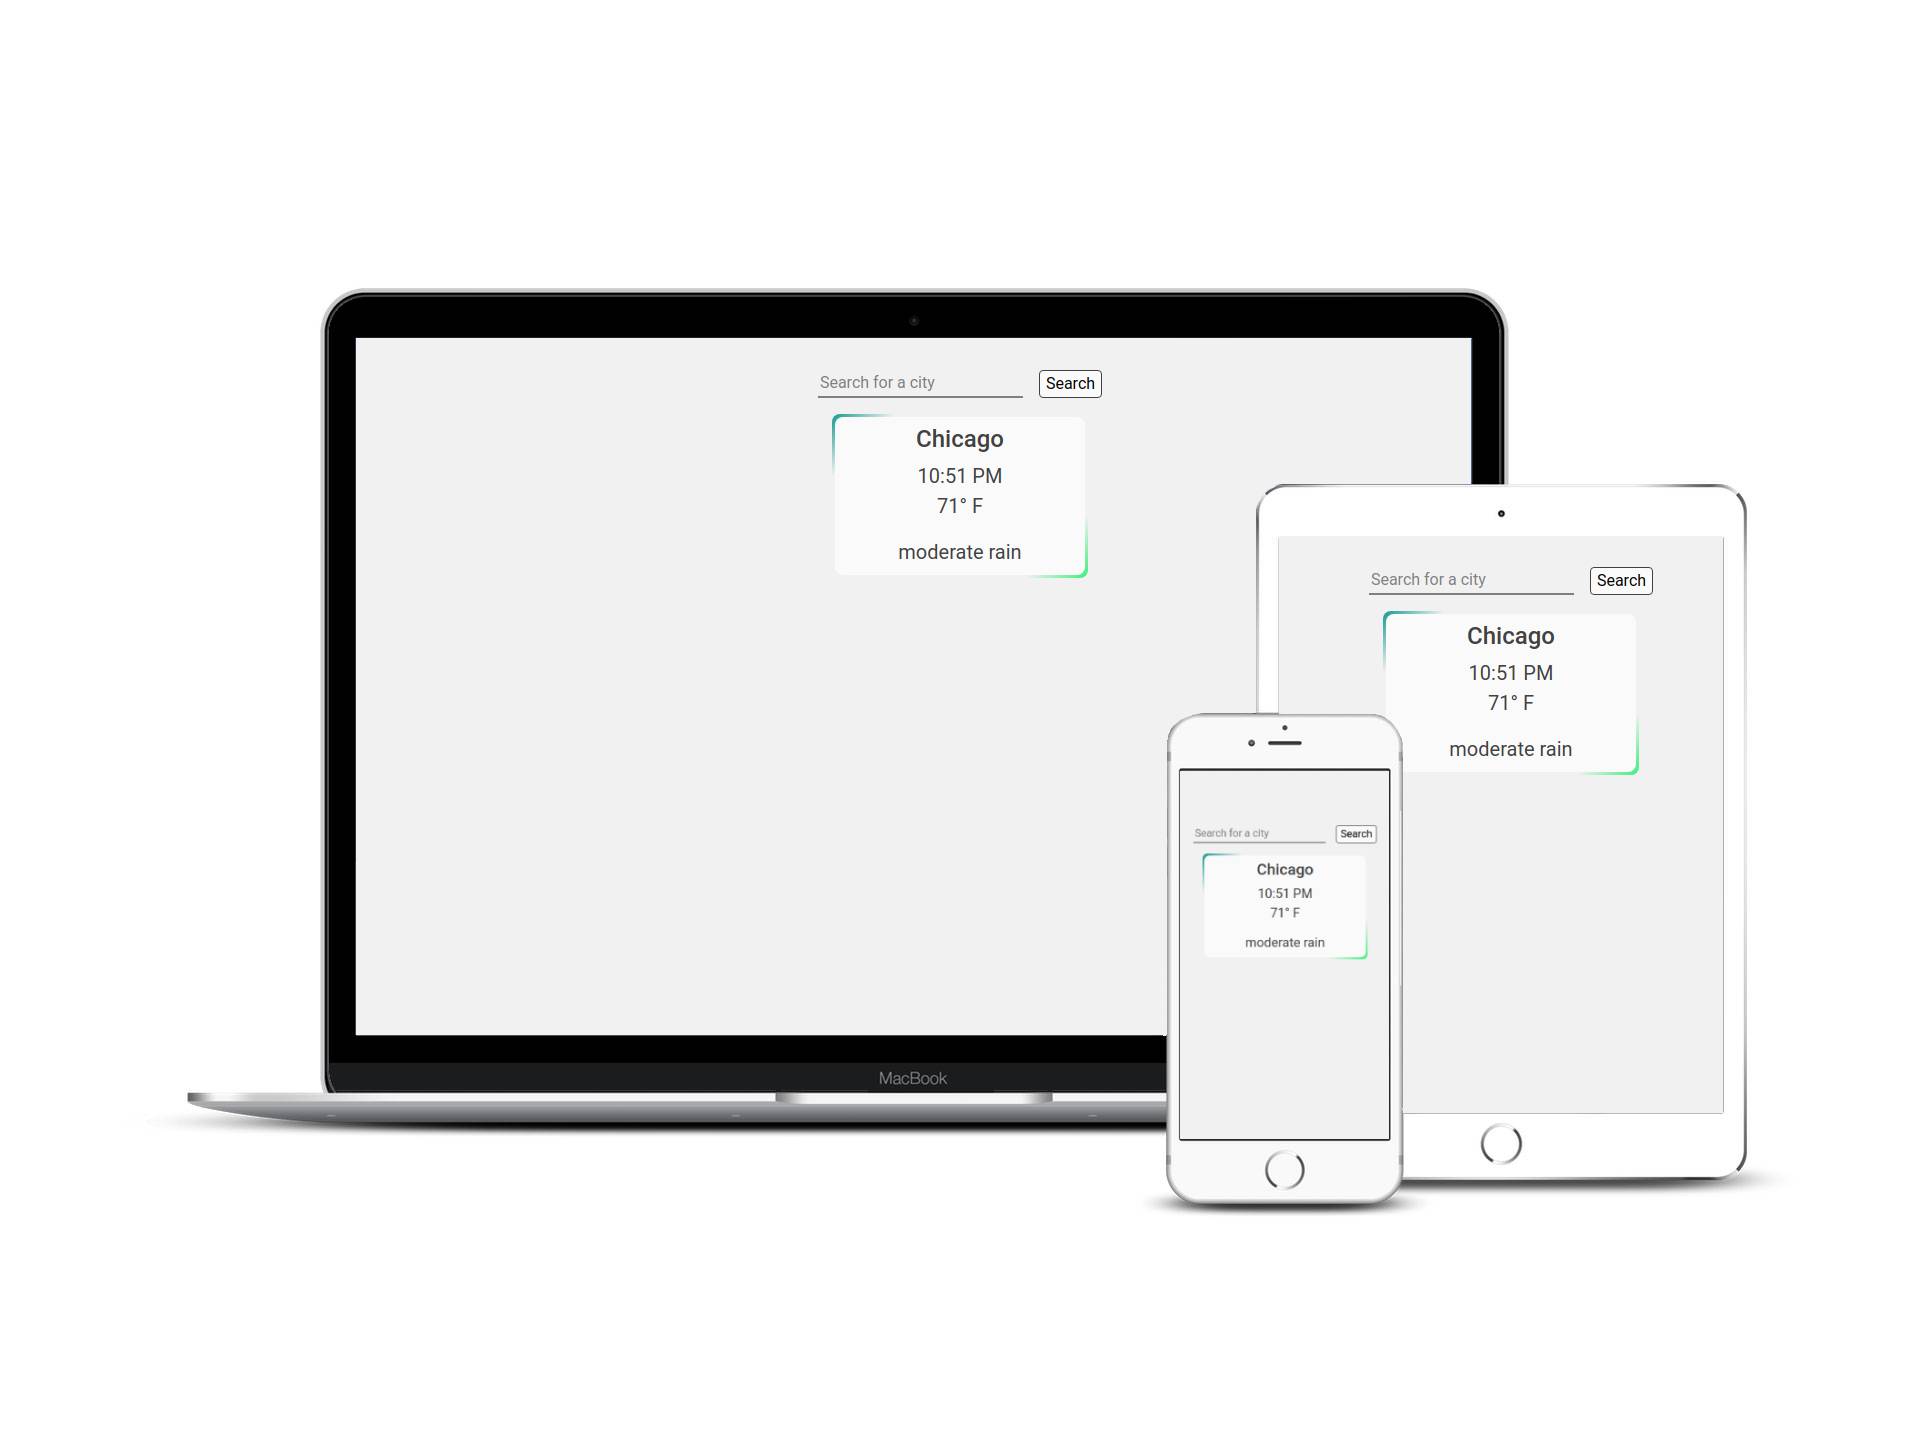 Search for a city Search
Chicago
10:51 PM
71° F
moderate rain
MacBook
Search for a city Search
Chicago
10:51 PM
71° F
moderate rain
Search for a city Search
Chicago
10:51 PM
71° F
moderate rain